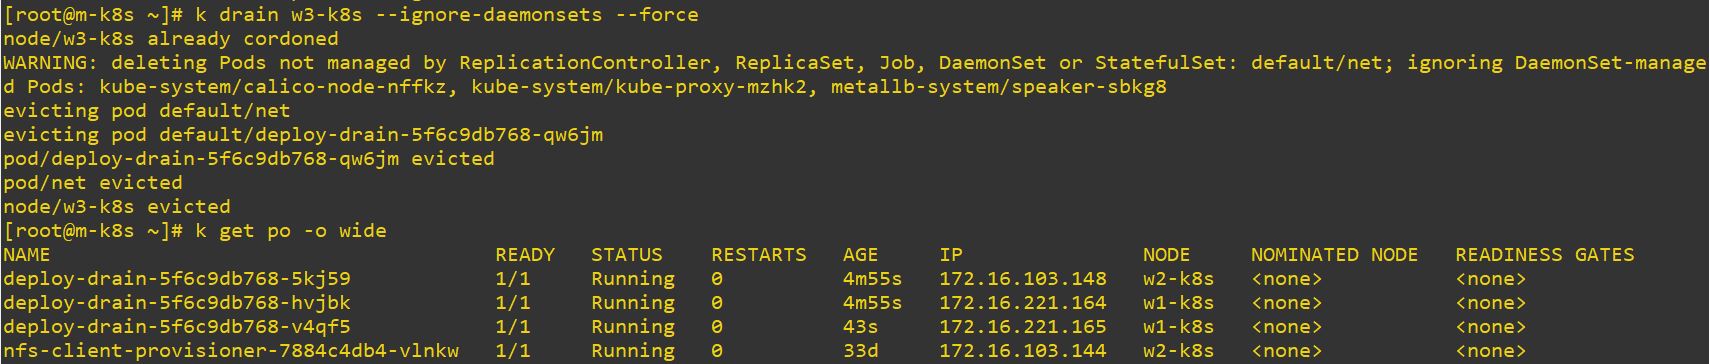 [root@m-k8s ~]# k drain w3-k8s --ignore-daemonsets --force
node/w3-k8s already cordoned
WARNING: deleting Pods not managed by ReplicationController, ReplicaSet, Job, DaemonSet or StatefulSet: default/net; ignoring DaemonSet-manage
d Pods: kube-system/calico-node-nffkz, kube-system/kube-proxy-mzhk2, metallb-system/speaker-sbkg8
evicting pod default/net
evicting pod default/deploy-drain-5f6c9db768-qw6jm
pod/deploy-drain-5f6c9db768-qw6jm evicted
pod/net evicted
node/w3-k8s evicted
[root@m-k8s ~]# k get po -o wide
NAME READY STATUS RESTARTS AGE IP NODE NOMINATED NODE READINESS GATES
deploy-drain-5f6c9db768-5kj59 1/1 Running 0 4m55s 172.16.103.148 w2-k8s <none> <none>
deploy-drain-5f6c9db768-hvjbk 1/1 Running 0 4m55s 172.16.221.164 w1-k8s <none> <none>
deploy-drain-5f6c9db768-v4qf5 1/1 Running 0 43s 172.16.221.165 w1-k8s <none> <none>
nfs-client-provisioner-7884c4db4-vlnkw 1/1 Running 0 33d 172.16.103.144 w2-k8s <none> <none>